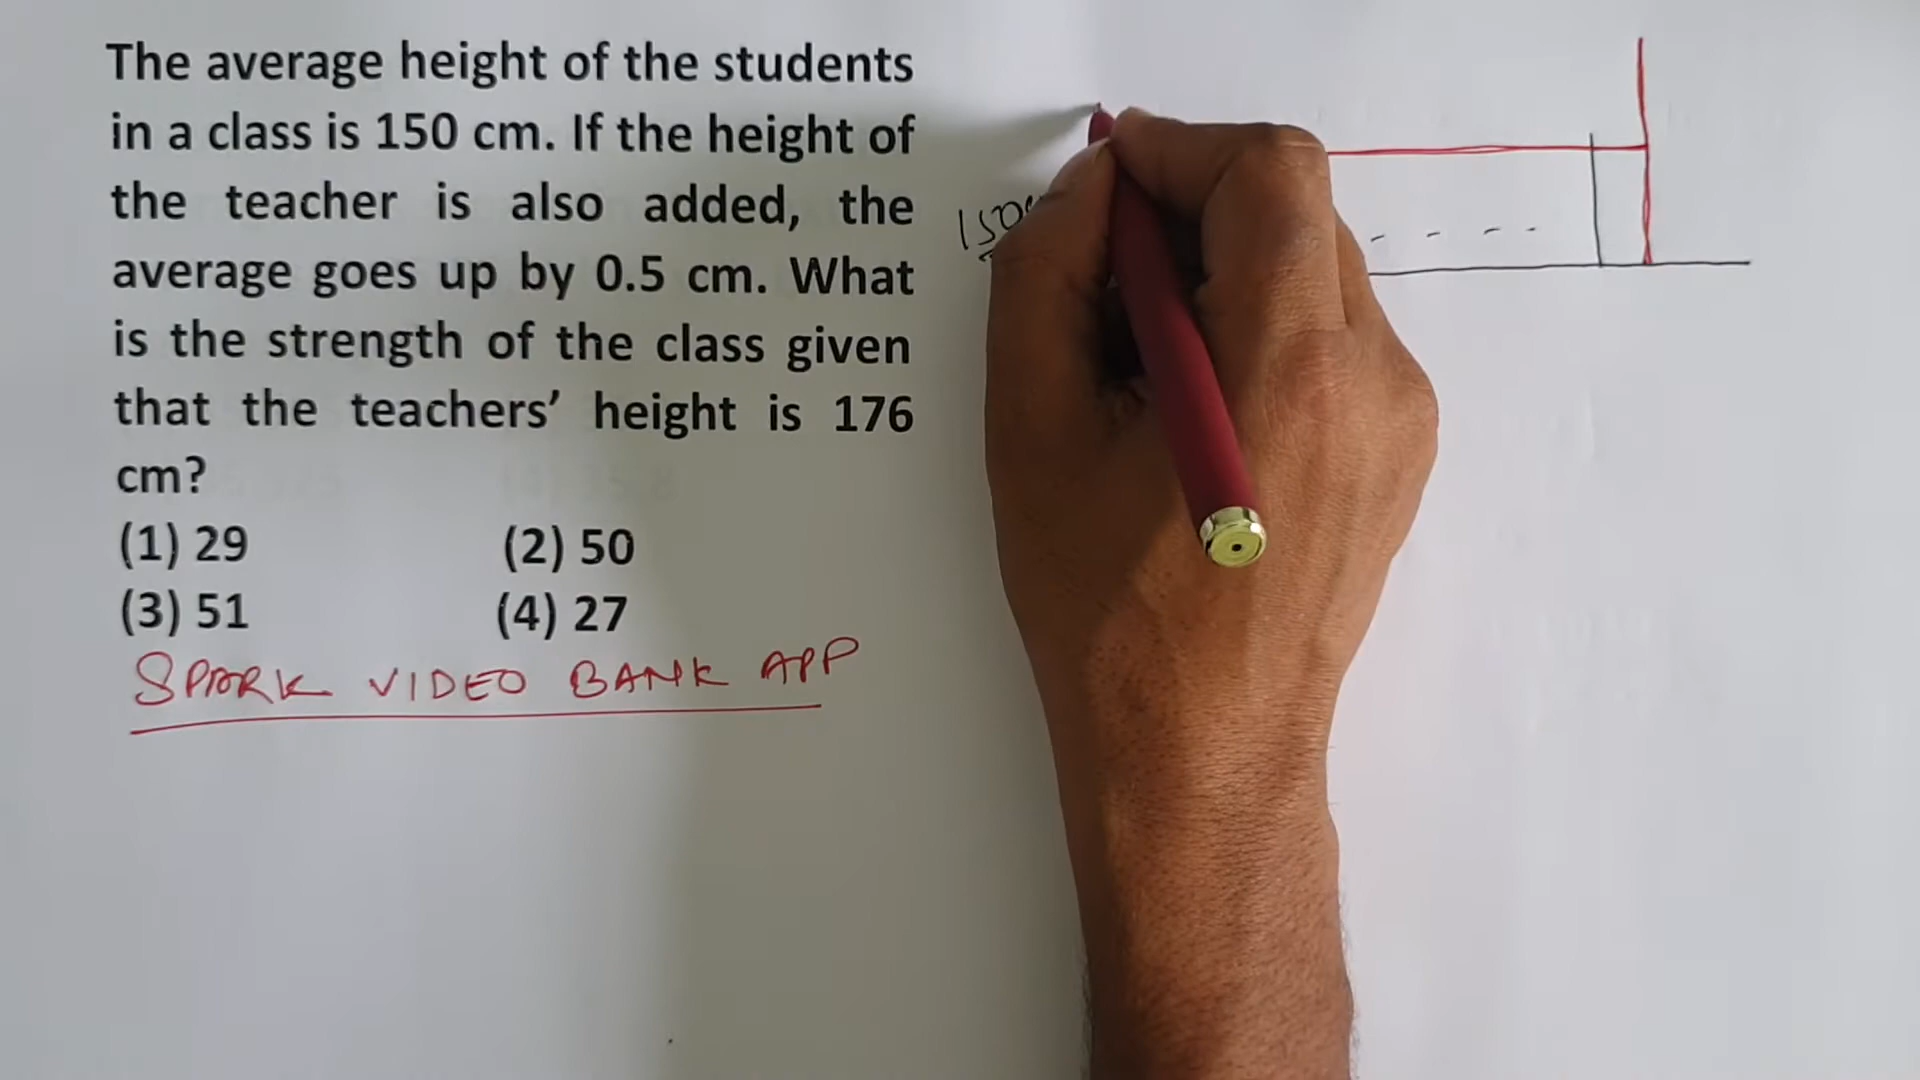 The average height of the students
in a class is 150 cm. If the height of
the teacher is also added, the
average goes up by 0.5 cm. What
is the strength of the class given
that the teachers’ height is 176
cm?
(1) 29 (2) 50
(3) 51 (4) 27
SPARK VIDEO BANK APP